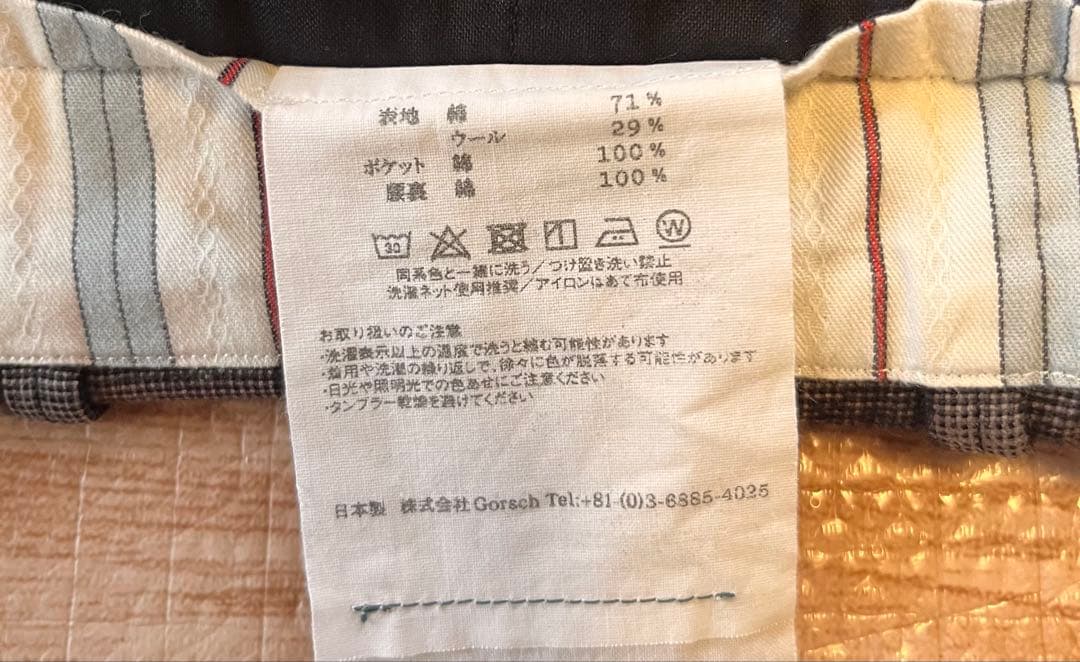 表地 綿 71%
ウール 29%
ポケット 綿 100%
腰裏 綿 100%
30 W
同系色と一緒に洗う/つけ置き洗い禁止
洗濯ネット使用推奨/アイロンはあて布使用
お取り扱いのご注意
・洗濯表示以上の温度で洗うと縮む可能性があります
・着用や洗濯の繰り返しで、徐々に色が脱落する可能性があります
・日光や照明光での色あせにご注意ください
・タンブラー乾燥を避けてください
日本製 株式会社Gorsch Tel:+81-(0)3-6885-4025